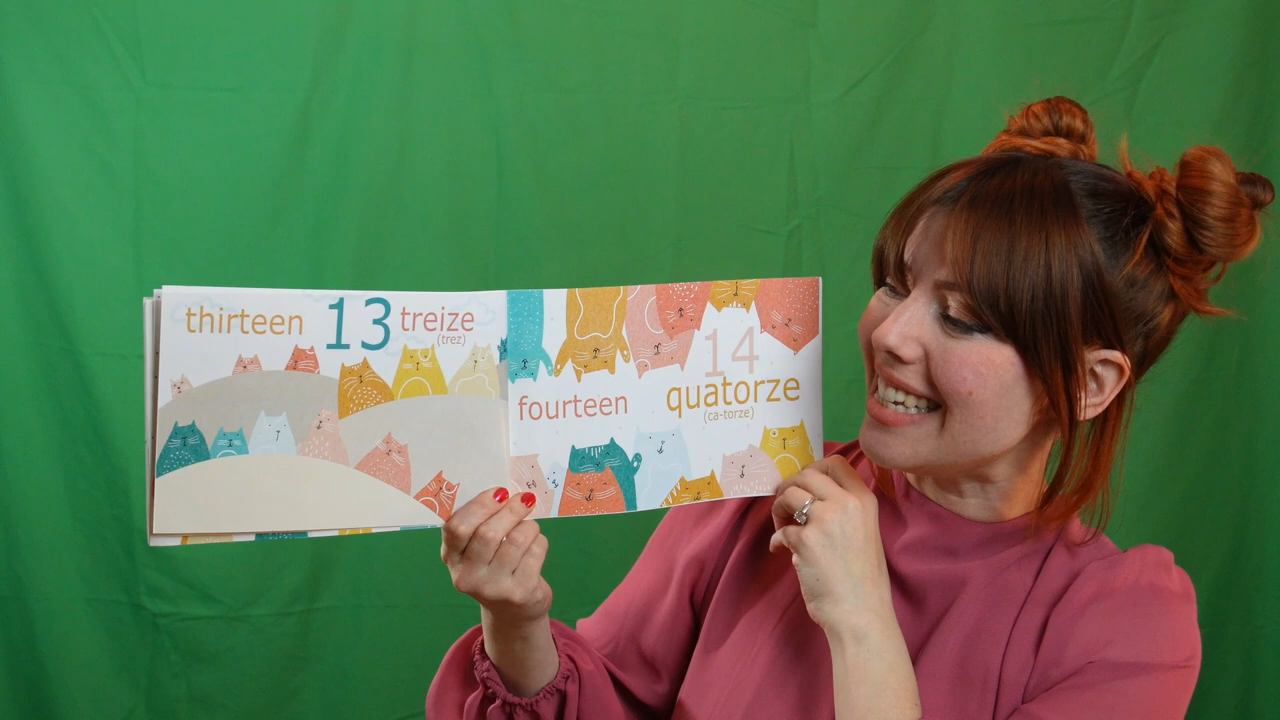 thirteen 13 treize
(trez)
14
fourteen quatorze
(ca-torze)